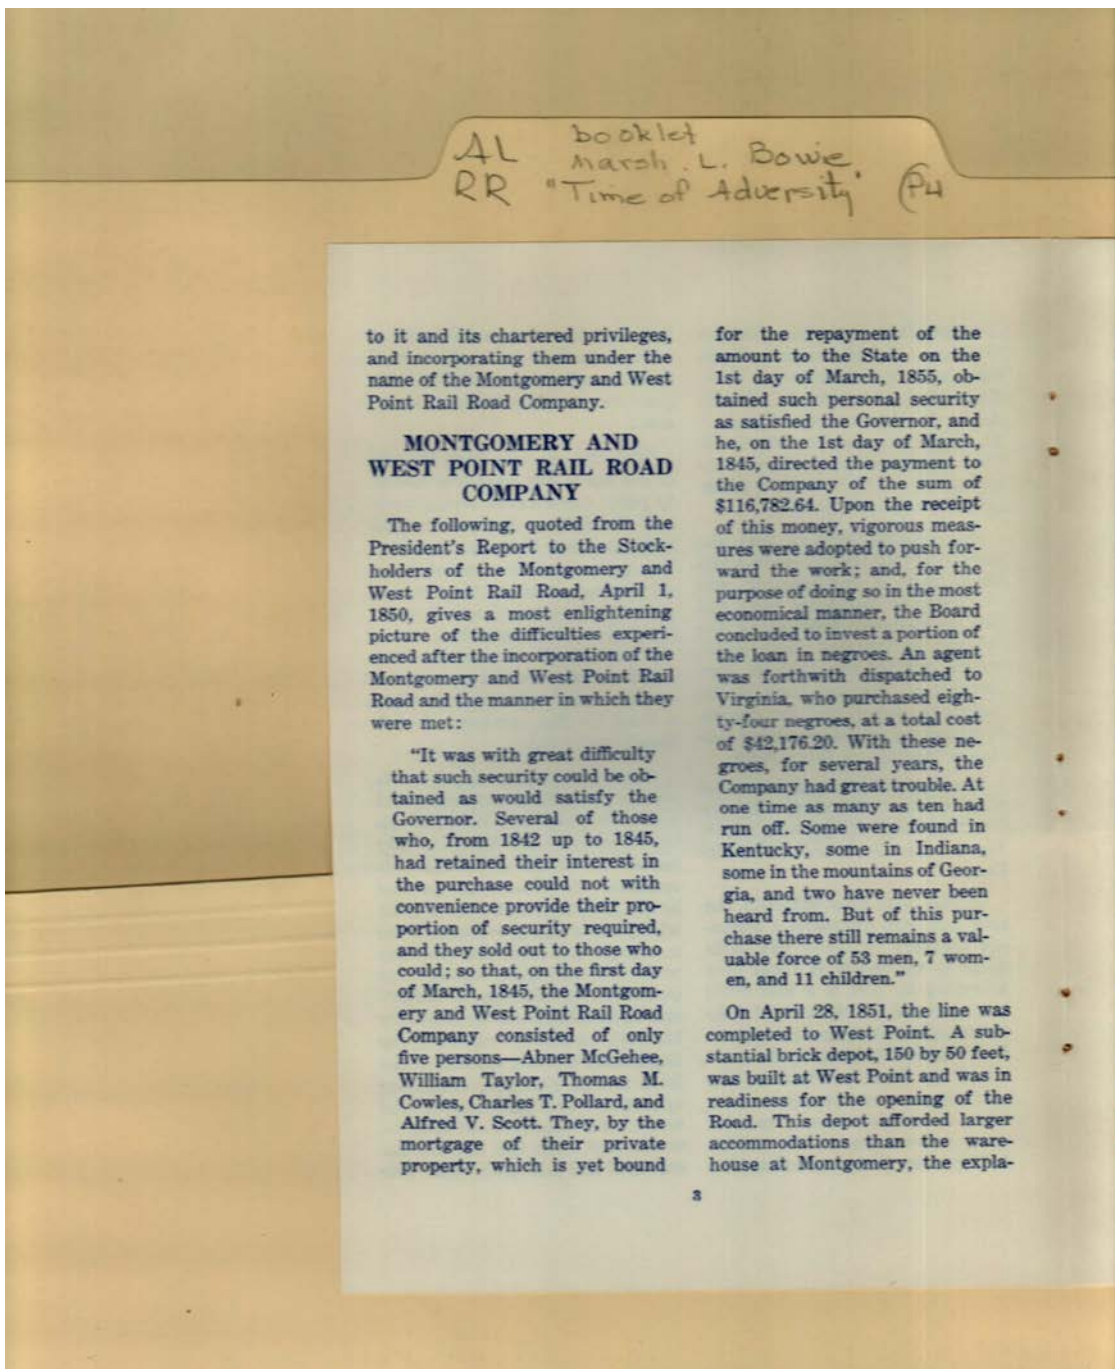 AL booklet
Marsh. L. Bowie
RR "Time of Adversity" (P4
to it and its chartered privileges,
and incorporating them under the
name of the Montgomery and West
Point Rail Road Company.
MONTGOMERY AND
WEST POINT RAIL ROAD
COMPANY
The following, quoted from the
President's Report to the Stock-
holders of the Montgomery and
West Point Rail Road, April 1,
1850, gives a most enlightening
picture of the difficulties experi-
enced after the incorporation of the
Montgomery and West Point Rail
Road and the manner in which they
were met:
"It was with great difficulty
that such security could be ob-
tained as would satisfy the
Governor. Several of those
who, from 1842 up to 1845,
had retained their interest in
the purchase could not with
convenience provide their pro-
portion of security required,
and they sold out to those who
could; so that, on the first day
of March, 1845, the Montgom-
ery and West Point Rail Road
Company consisted of only
five persons—Abner McGehee,
William Taylor, Thomas M.
Cowles, Charles T. Pollard, and
Alfred V. Scott. They, by the
mortgage of their private
property, which is yet bound
for the repayment of the
amount to the State on the
1st day of March, 1855, ob-
tained such personal security
as satisfied the Governor, and
he, on the 1st day of March,
1845, directed the payment to
the Company of the sum of
$116,782.64. Upon the receipt
of this money, vigorous meas-
ures were adopted to push for-
ward the work; and, for the
purpose of doing so in the most
economical manner, the Board
concluded to invest a portion of
the loan in negroes. An agent
was forthwith dispatched to
Virginia, who purchased eigh-
ty-four negroes, at a total cost
of $42,176.20. With these ne-
groes, for several years, the
Company had great trouble. At
one time as many as ten had
run off. Some were found in
Kentucky, some in Indiana,
some in the mountains of Geor-
gia, and two have never been
heard from. But of this pur-
chase there still remains a val-
uable force of 53 men, 7 wom-
en, and 11 children."
On April 28, 1851, the line was
completed to West Point. A sub-
stantial brick depot, 150 by 50 feet,
was built at West Point and was in
readiness for the opening of the
Road. This depot afforded larger
accommodations than the ware-
house at Montgomery, the expla-
3